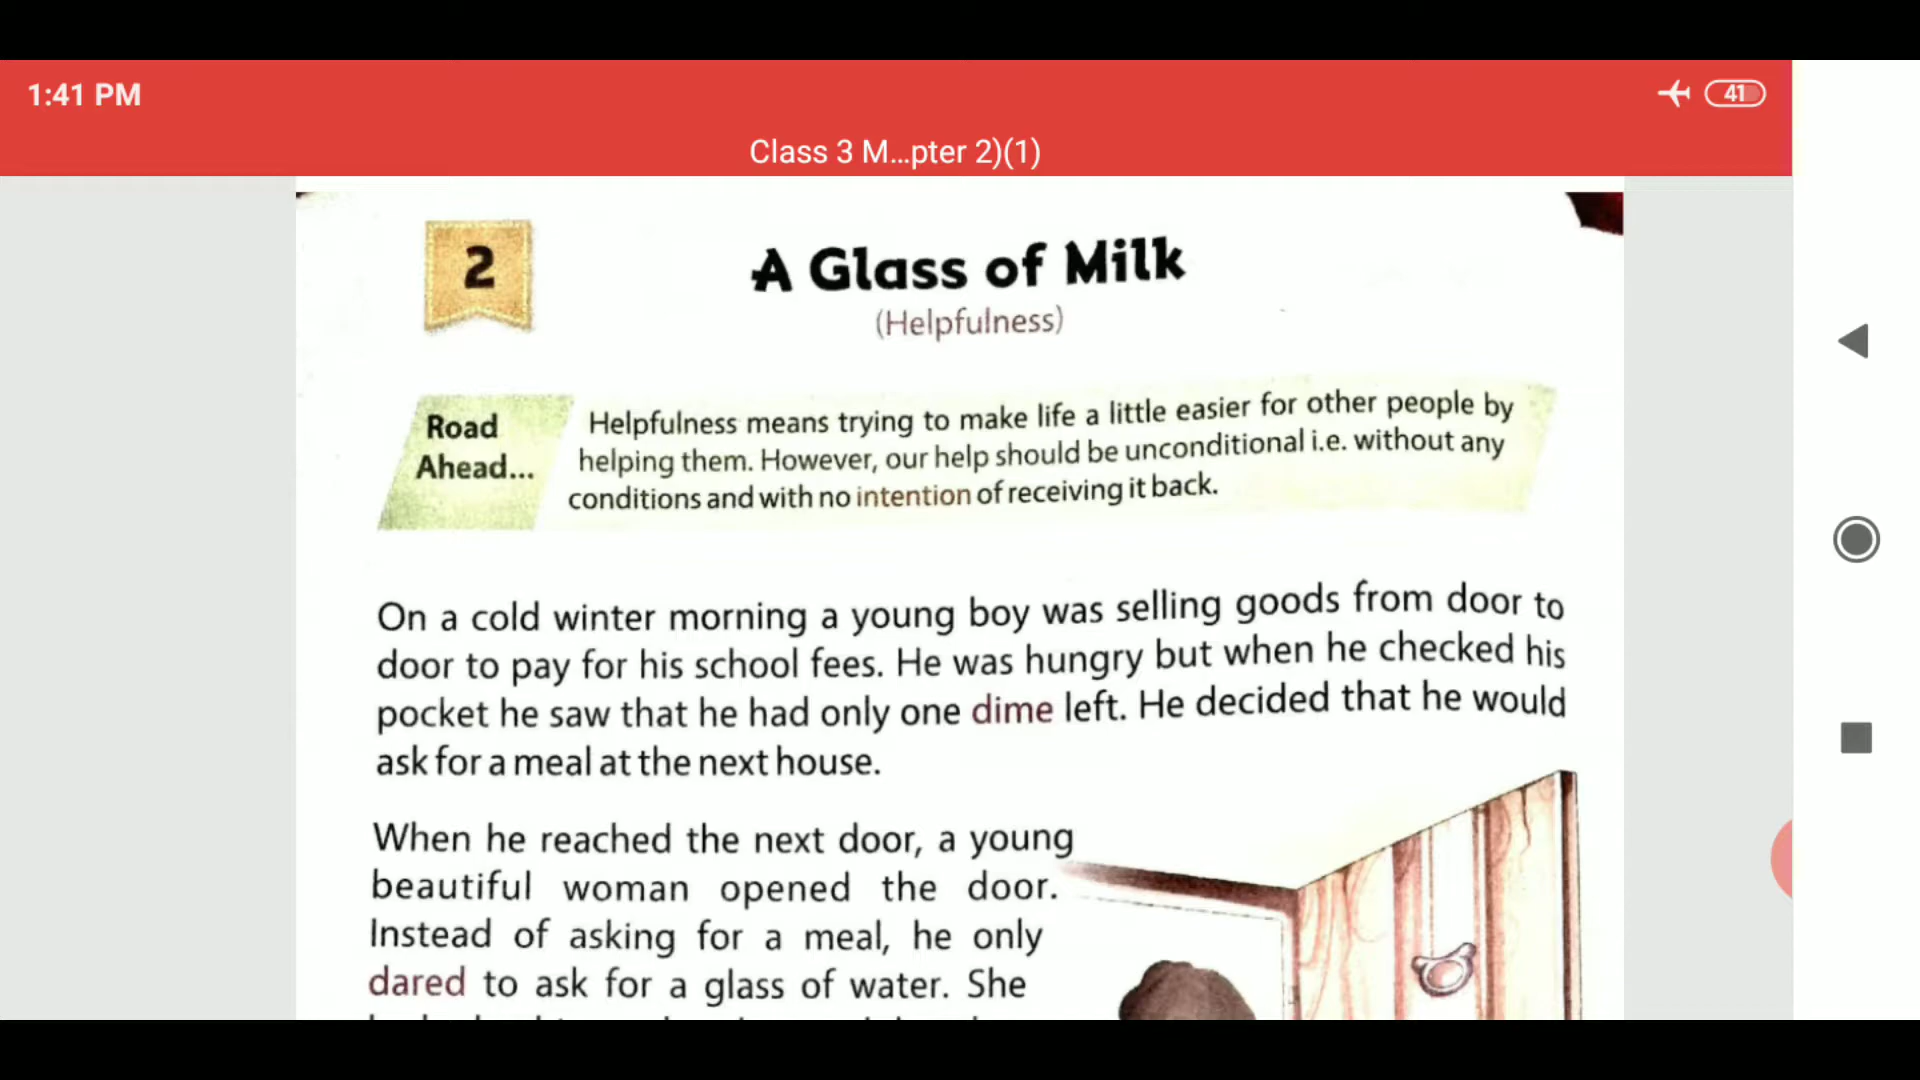 1:41 PM
41
Class 3 M...pter 2)(1)
2
A Glass of Milk
(Helpfulness)
Road
Ahead...
Helpfulness means trying to make life a little easier for other people by
helping them. However, our help should be unconditional i.e. without any
conditions and with no intention of receiving it back.
On a cold winter morning a young boy was selling goods from door to
door to pay for his school fees. He was hungry but when he checked his
pocket he saw that he had only one dime left. He decided that he would
ask for a meal at the next house.
When he reached the next door, a young
beautiful woman opened the door.
Instead of asking for a meal, he only
dared to ask for a glass of water. She